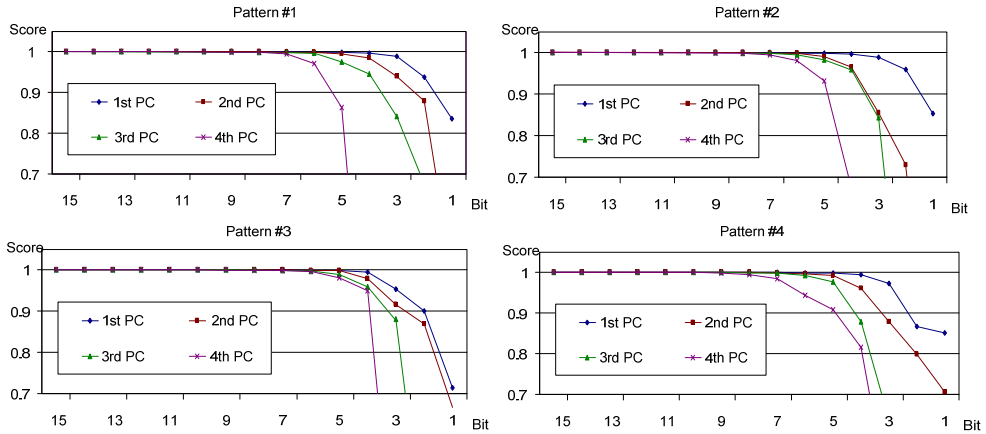 Pattern #1
Score
1
0.9
0.8
0.7
1st PC
2nd PC
3rd PC
4th PC
15 13 11 9 7 5 3 1 Bit
Pattern #2
Score
1
0.9
0.8
0.7
1st PC
2nd PC
3rd PC
4th PC
15 13 11 9 7 5 3 1 Bit
Pattern #3
Score
1
0.9
0.8
0.7
1st PC
2nd PC
3rd PC
4th PC
15 13 11 9 7 5 3 1 Bit
Pattern #4
Score
1
0.9
0.8
0.7
1st PC
2nd PC
3rd PC
4th PC
15 13 11 9 7 5 3 1 Bit